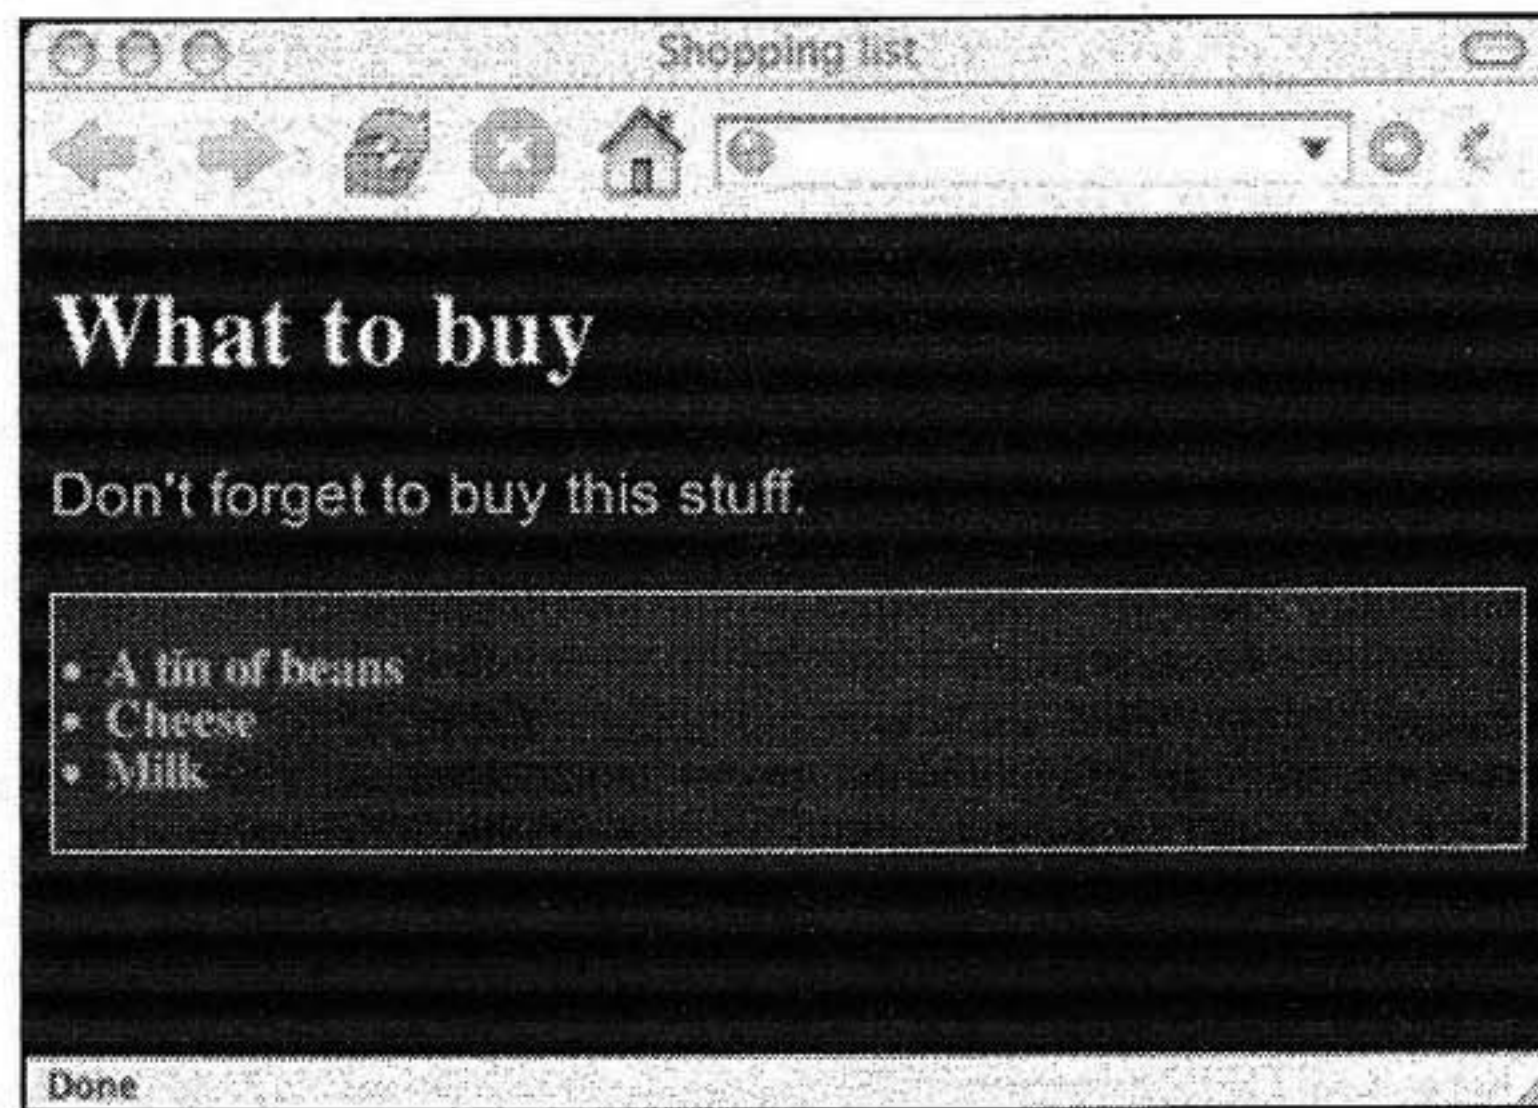 Shopping list
What to buy
Don't forget to buy this stuff.
• A tin of beans
• Cheese
• Milk
Done